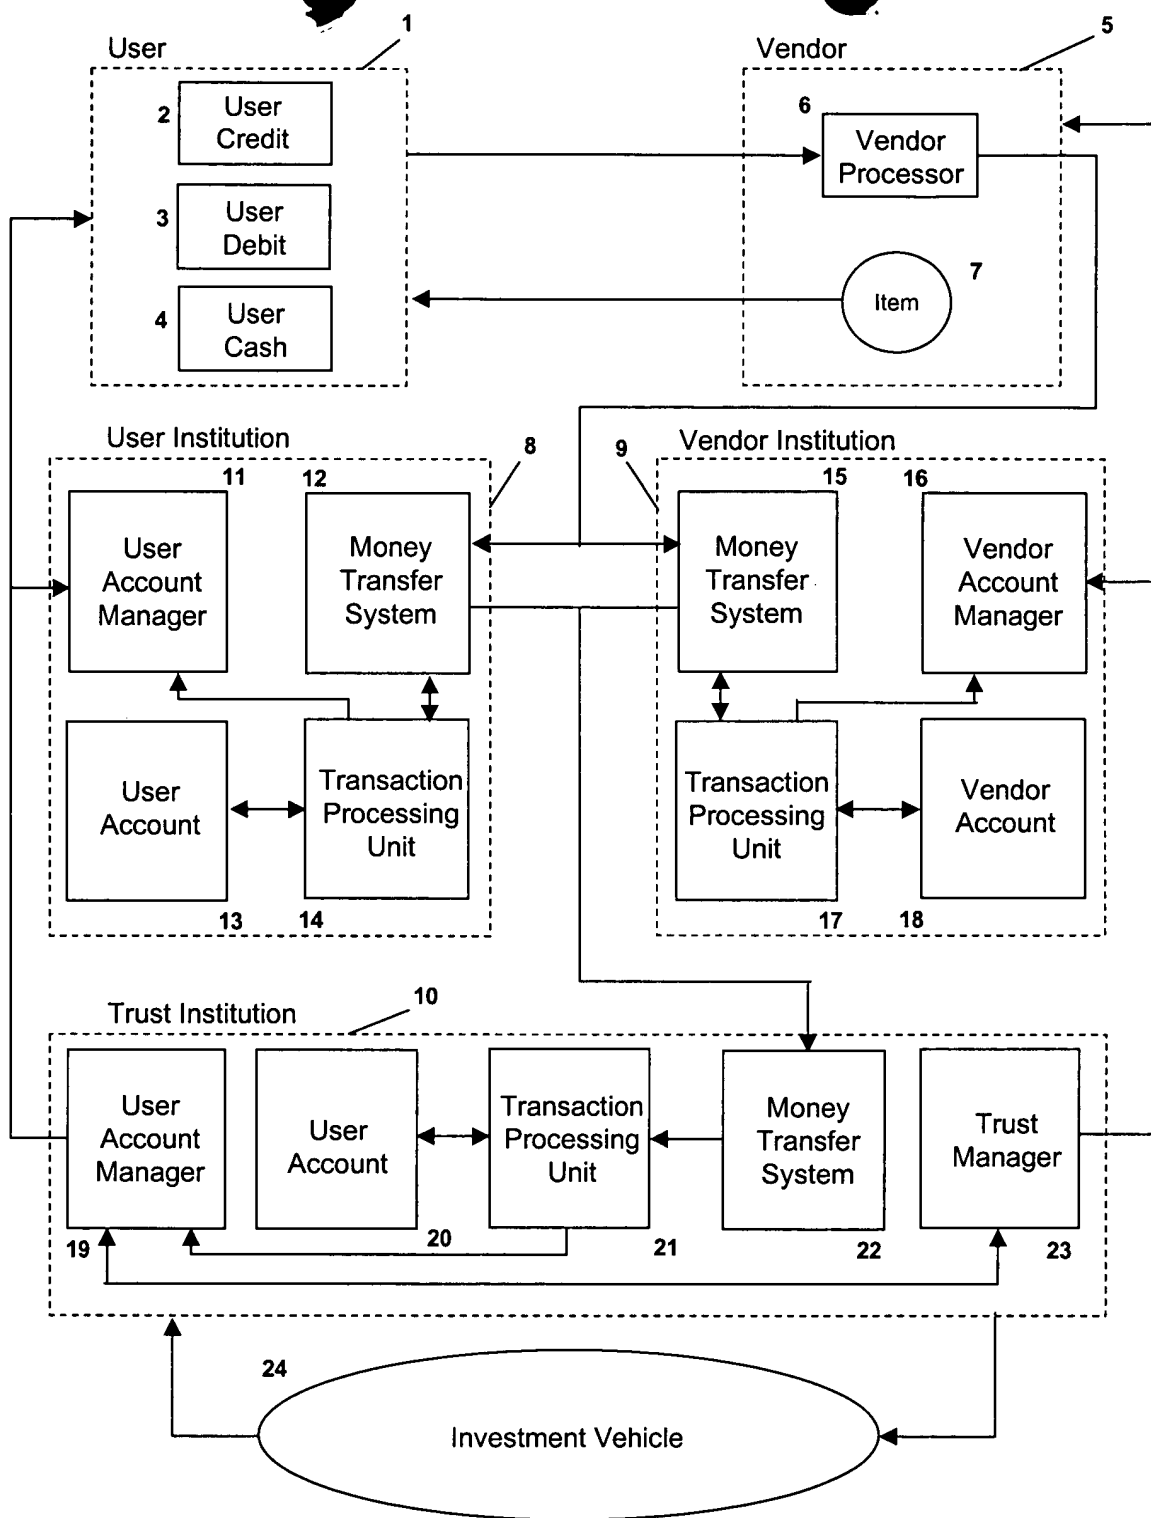 User
1
Vendor
5
2
User
Credit
6
Vendor
Processor
3
User
Debit
7
Item
4
User
Cash
User Institution
8
9
Vendor Institution
11
12
15
16
User
Account
Manager
Money
Transfer
System
Money
Transfer
System
Vendor
Account
Manager
User
Account
Transaction
Processing
Unit
Transaction
Processing
Unit
Vendor
Account
13
14
17
18
Trust Institution
10
User
Account
Manager
User
Account
Transaction
Processing
Unit
Money
Transfer
System
Trust
Manager
19
20
21
22
23
24
Investment Vehicle